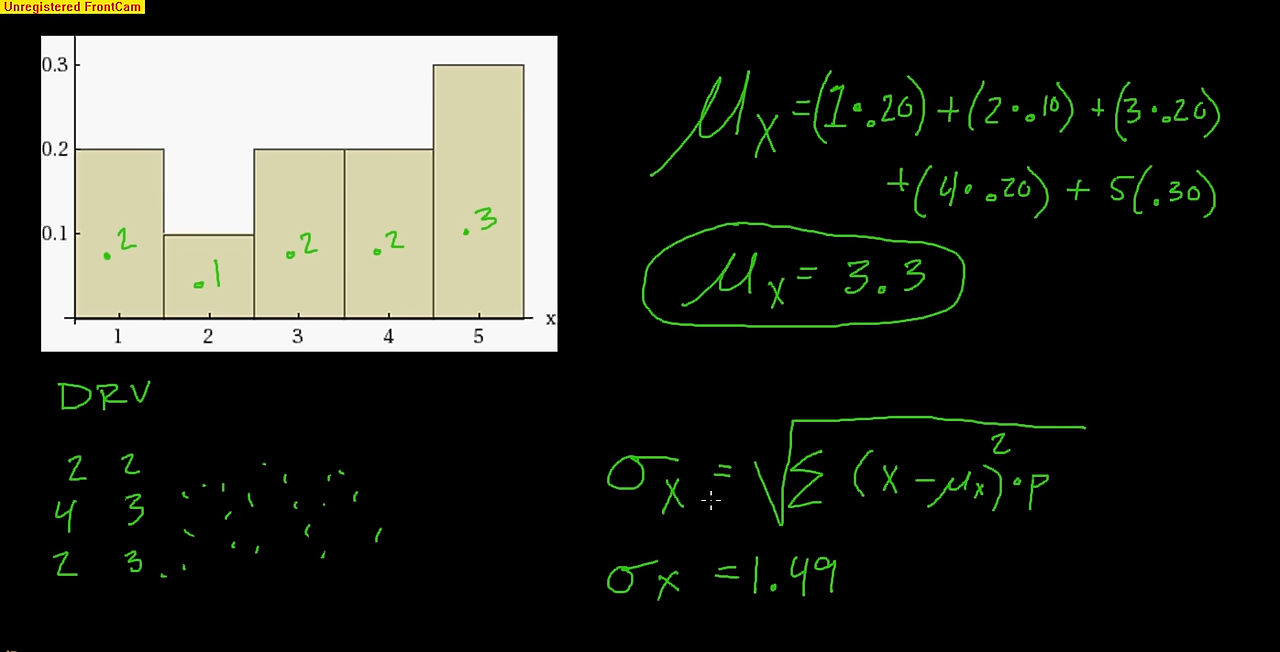 Unregistered FrontCam
0.3
0.2
0.1
.2 .1 .2 .2 .3
1 2 3 4 5 x
μx = (1·.20) + (2·.10) + (3·.20)
+ (4·.20) + 5(.30)
μx = 3.3
DRV
2 2
4 3
2 3
σx = √Σ (x - μx)²·p
σx = 1.49